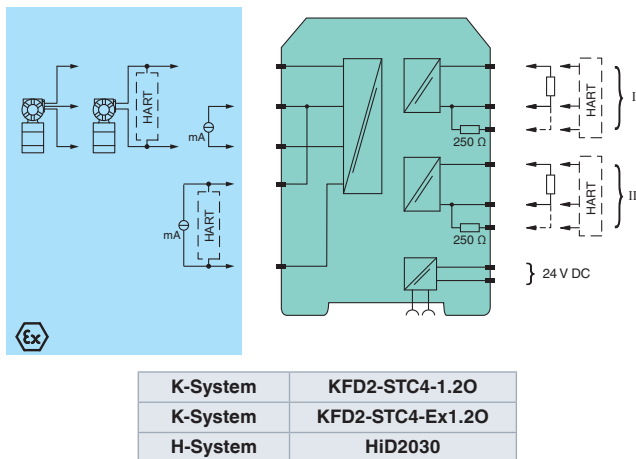 HART
mA
HART
mA
Ex
250 Ω
250 Ω
HART
I
HART
II
24 V DC
K-System KFD2-STC4-1.2O
K-System KFD2-STC4-Ex1.2O
H-System HiD2030